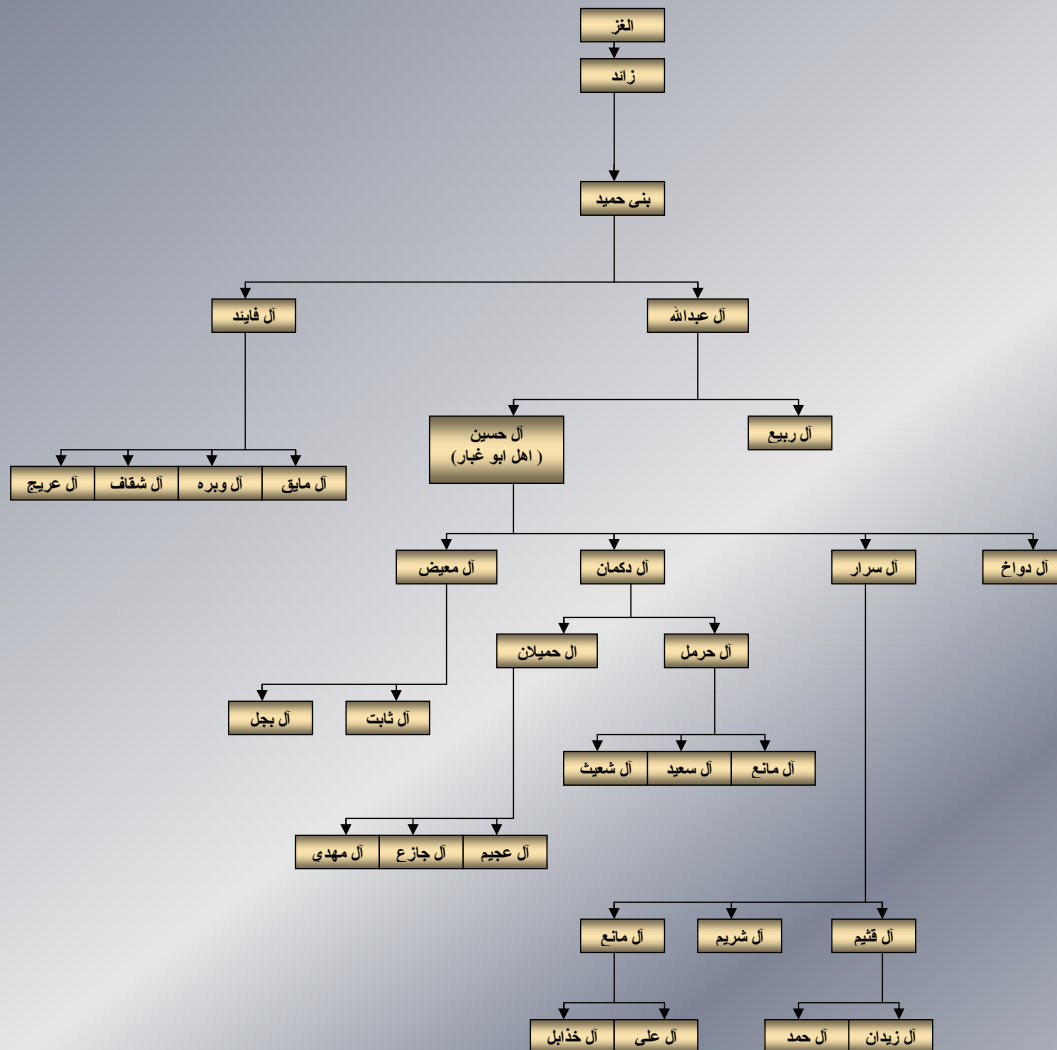 الغز
زائد
بنى حميد
آل عبدالله
آل فايند
آل ربيع
آل حسين
( اهل ابو غبار)
آل مايق
آل وبره
آل شقاف
آل عريج
آل دواخ
آل سرار
آل دكمان
آل معيض
آل حرمل
ال حميلان
آل ثابت
آل بجل
آل مانع
آل سعيد
آل شعيث
آل عجيم
آل جازع
آل مهدي
آل قثيم
آل شريم
آل مانع
آل زيدان
آل حمد
آل على
آل خذابل